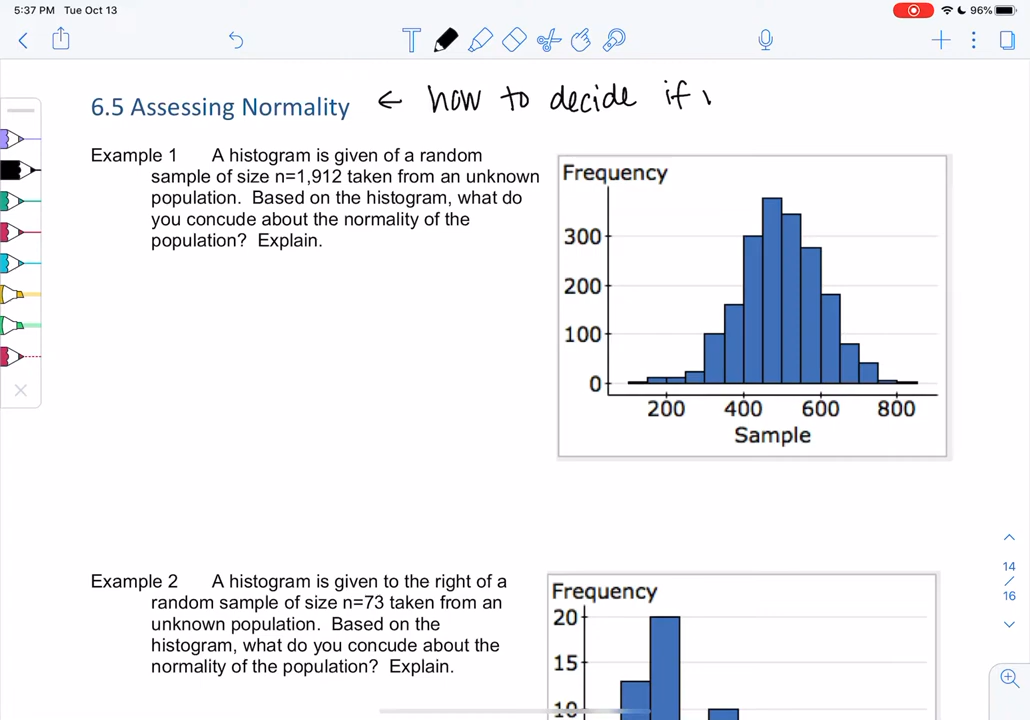 5:37 PM Tue Oct 13
96%
T
6.5 Assessing Normality ← how to decide if
Example 1 A histogram is given of a random
sample of size n=1,912 taken from an unknown
population. Based on the histogram, what do
you concude about the normality of the
population? Explain.
Frequency
300
200
100
0
200 400 600 800
Sample
14
/
16
Example 2 A histogram is given to the right of a
random sample of size n=73 taken from an
unknown population. Based on the
histogram, what do you concude about the
normality of the population? Explain.
Frequency
20
15
10